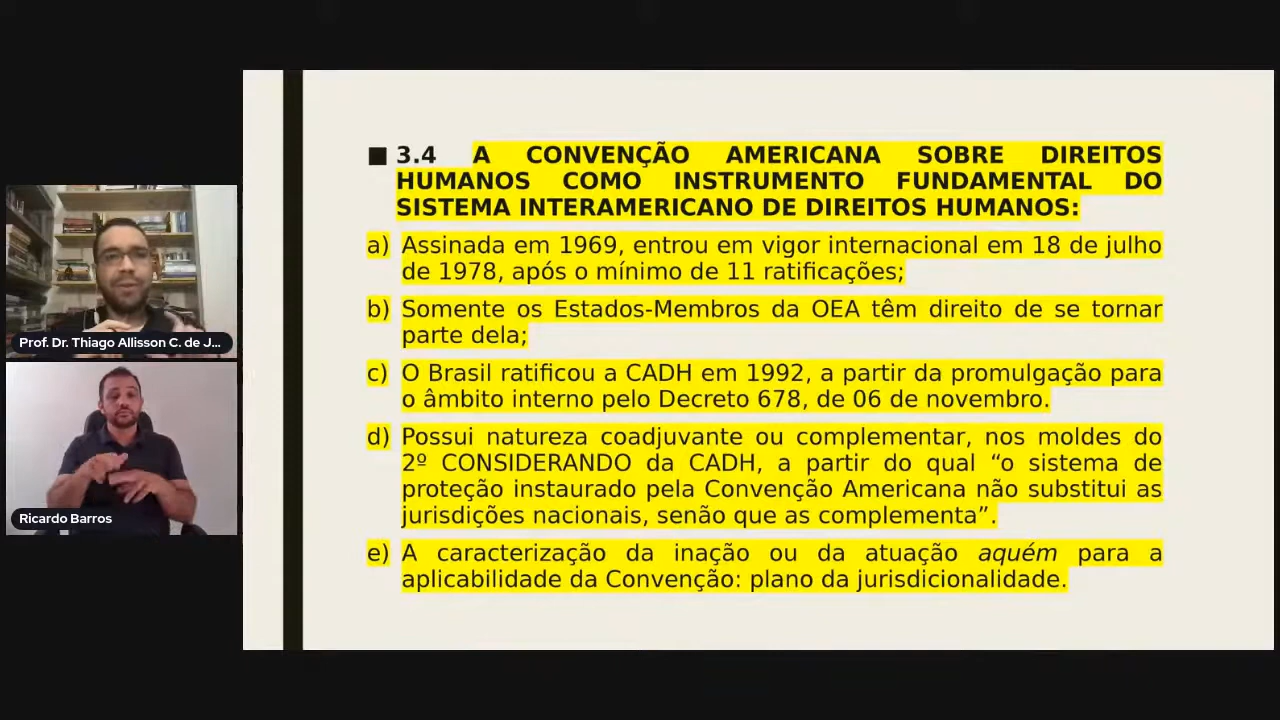 ■ 3.4 A CONVENÇÃO AMERICANA SOBRE DIREITOS
HUMANOS COMO INSTRUMENTO FUNDAMENTAL DO
SISTEMA INTERAMERICANO DE DIREITOS HUMANOS:
a) Assinada em 1969, entrou em vigor internacional em 18 de julho
de 1978, após o mínimo de 11 ratificações;
b) Somente os Estados-Membros da OEA têm direito de se tornar
parte dela;
c) O Brasil ratificou a CADH em 1992, a partir da promulgação para
o âmbito interno pelo Decreto 678, de 06 de novembro.
d) Possui natureza coadjuvante ou complementar, nos moldes do
2º CONSIDERANDO da CADH, a partir do qual “o sistema de
proteção instaurado pela Convenção Americana não substitui as
jurisdições nacionais, senão que as complementa”.
e) A caracterização da inação ou da atuação aquém para a
aplicabilidade da Convenção: plano da jurisdicionalidade.
Prof. Dr. Thiago Allisson C. de J...
Ricardo Barros